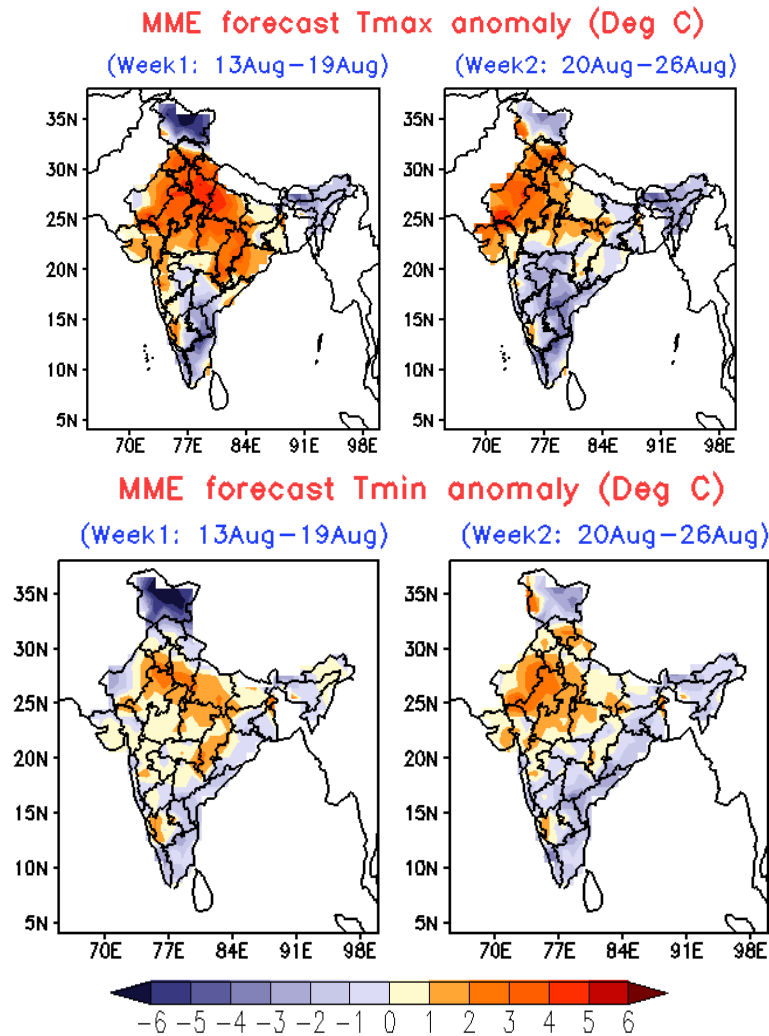 MME forecast Tmax anomaly (Deg C)
(Week1: 13Aug−19Aug)
(Week2: 20Aug−26Aug)
35N
30N
25N
20N
15N
10N
5N
70E 77E 84E 91E 98E
35N
30N
25N
20N
15N
10N
5N
70E 77E 84E 91E 98E
MME forecast Tmin anomaly (Deg C)
(Week1: 13Aug−19Aug)
(Week2: 20Aug−26Aug)
35N
30N
25N
20N
15N
10N
5N
70E 77E 84E 91E 98E
35N
30N
25N
20N
15N
10N
5N
70E 77E 84E 91E 98E
−6 −5 −4 −3 −2 −1 0 1 2 3 4 5 6